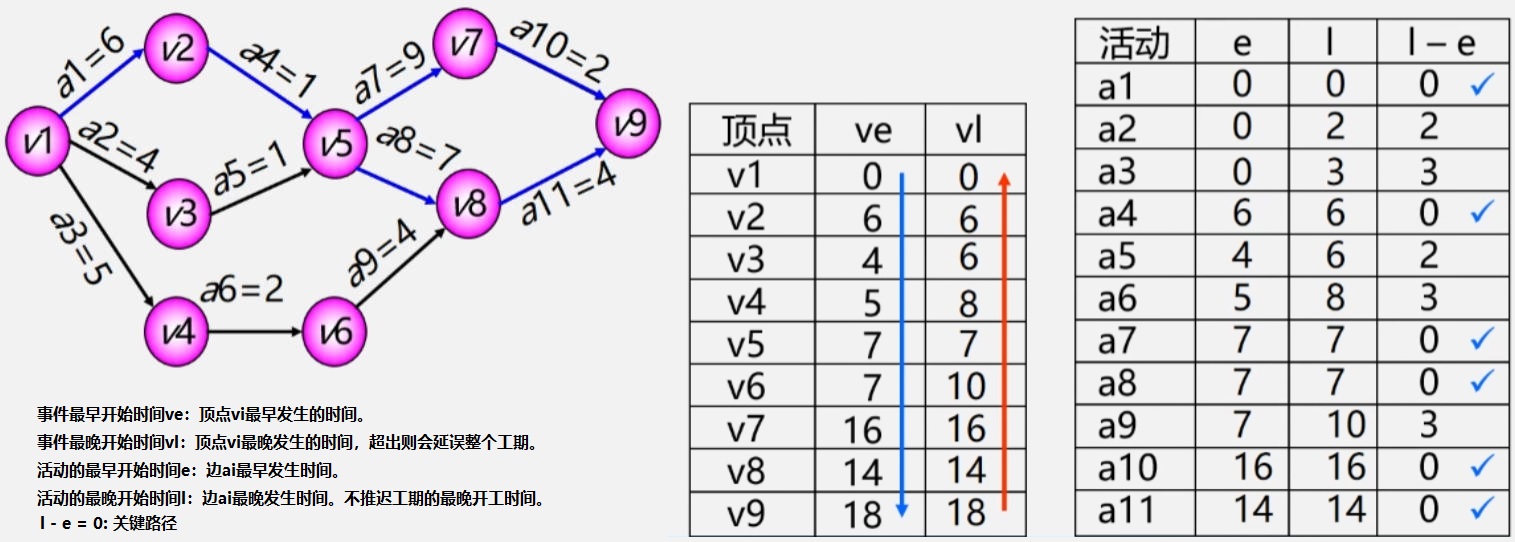 v1
v2
v3
v4
v5
v6
v7
v8
v9
a1=6
a2=4
a3=5
a4=1
a5=1
a6=2
a7=9
a8=7
a9=4
a10=2
a11=4
事件最早开始时间ve：顶点vi最早发生的时间。
事件最晚开始时间vl：顶点vi最晚发生的时间，超出则会延误整个工期。
活动的最早开始时间e：边ai最早发生时间。
活动的最晚开始时间l：边ai最晚发生时间。不推迟工期的最晚开工时间。
l - e = 0: 关键路径
顶点 ve vl
v1 0 0
v2 6 6
v3 4 6
v4 5 8
v5 7 7
v6 7 10
v7 16 16
v8 14 14
v9 18 18
活动 e l l – e
a1 0 0 0 ✓
a2 0 2 2
a3 0 3 3
a4 6 6 0 ✓
a5 4 6 2
a6 5 8 3
a7 7 7 0 ✓
a8 7 7 0 ✓
a9 7 10 3
a10 16 16 0 ✓
a11 14 14 0 ✓